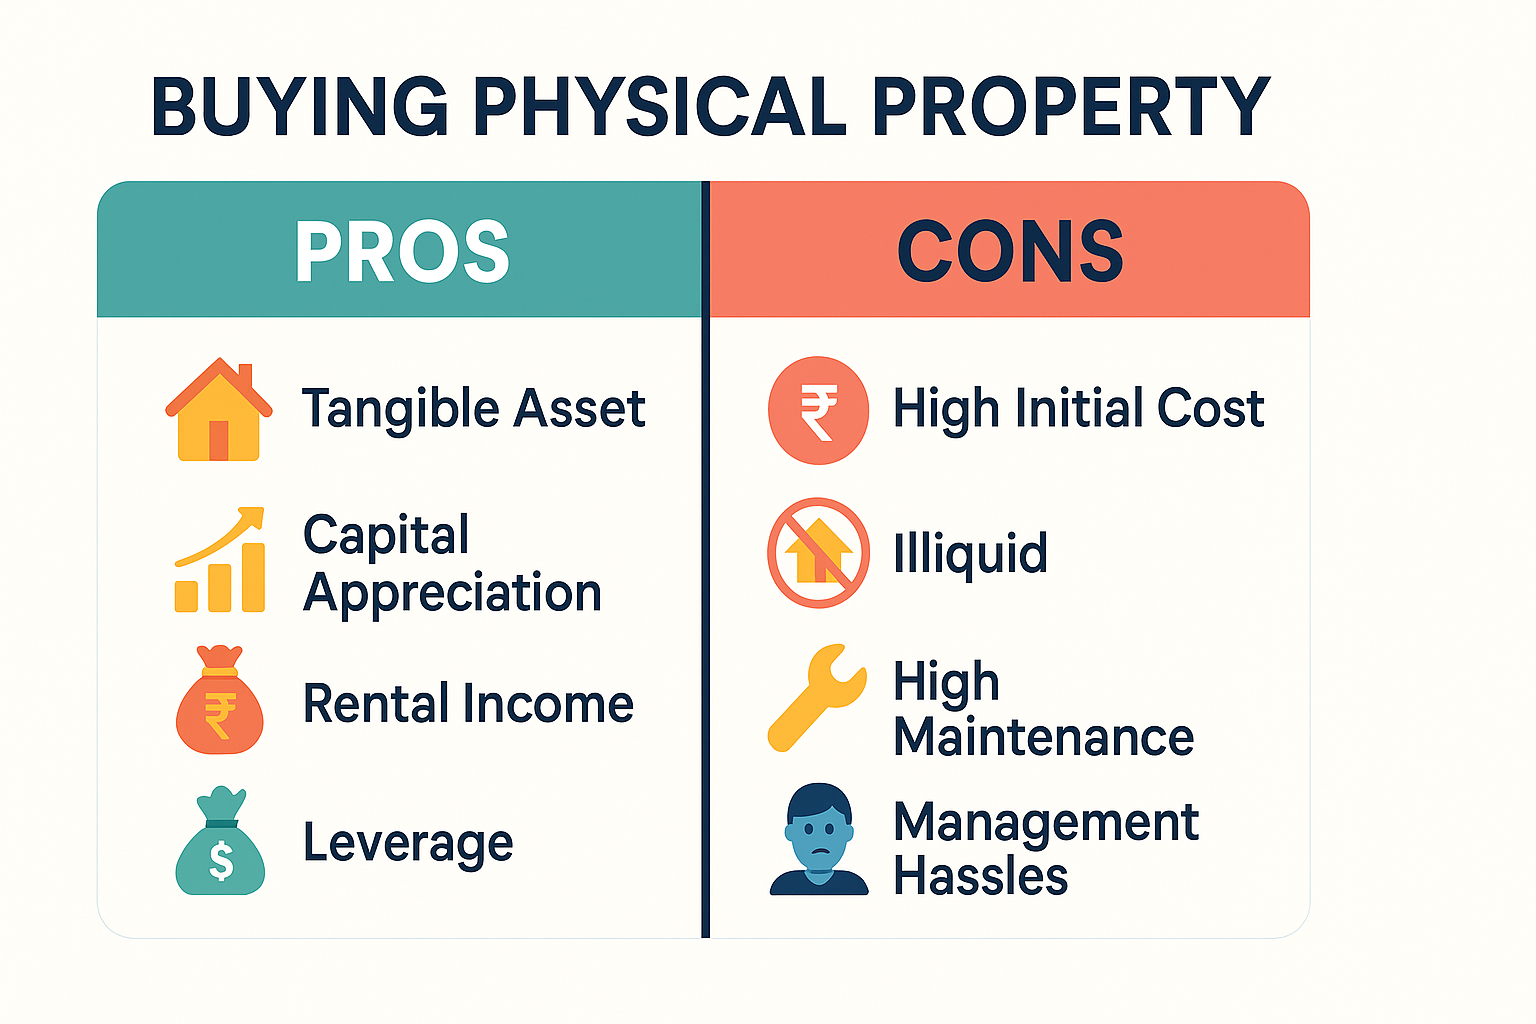 BUYING PHYSICAL PROPERTY
PROS
Tangible Asset
Capital
Appreciation
₹
Rental Income
$
Leverage
CONS
₹
High Initial Cost
Illiquid
High
Maintenance
Management
Hassles